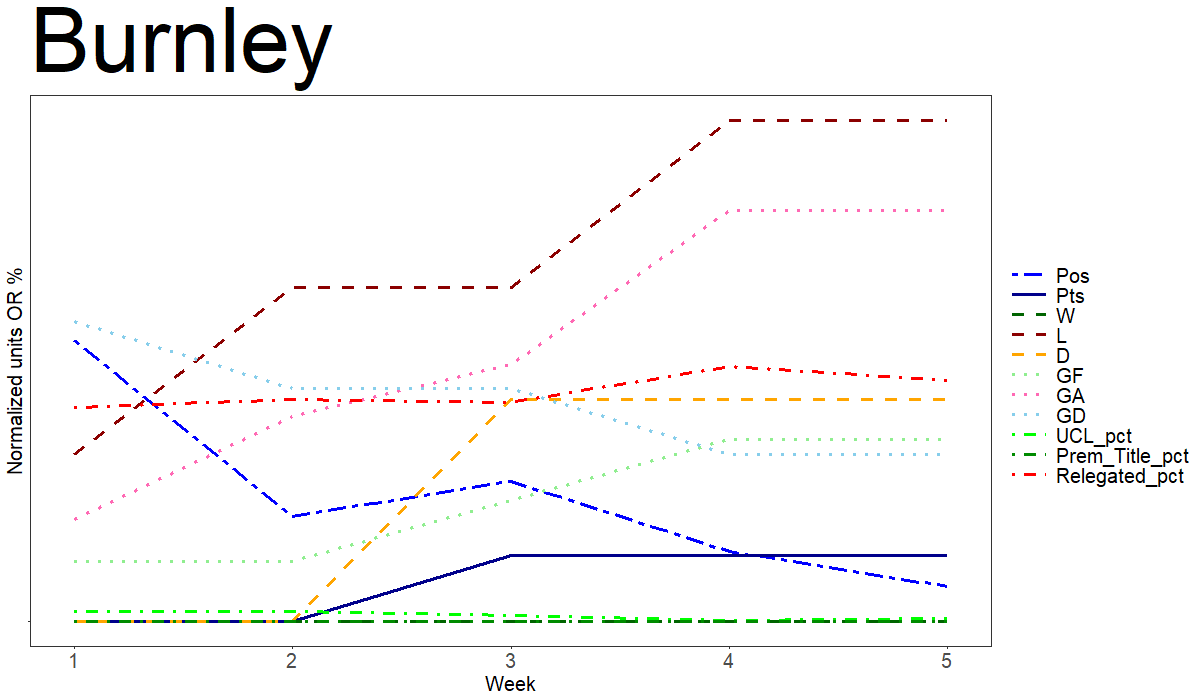 Burnley
Normalized units OR %
Pos
Pts
W
L
D
GF
GA
GD
UCL_pct
Prem_Title_pct
Relegated_pct
1 2 3 4 5
Week